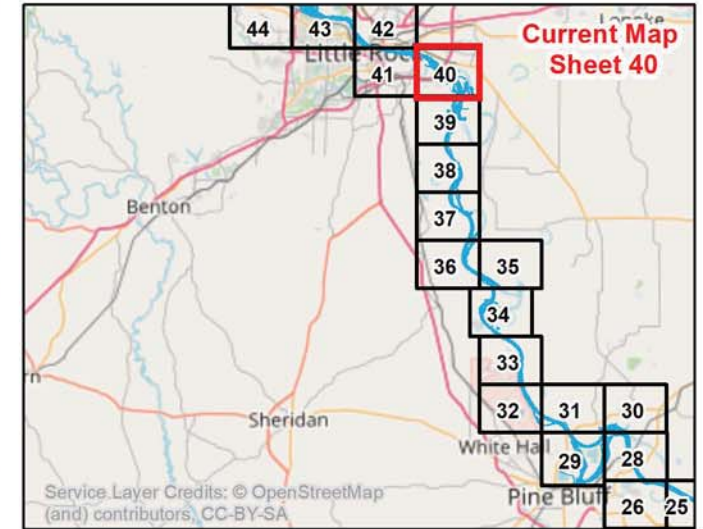 44 43 42
Lonoke
Current Map
Sheet 40
Little Rock
41 40
39
38
Benton
37
36 35
34
33
Sheridan
32 31 30
White Hall
29 28
Service Layer Credits: © OpenStreetMap
(and) contributors, CC-BY-SA
Pine Bluff
26 25